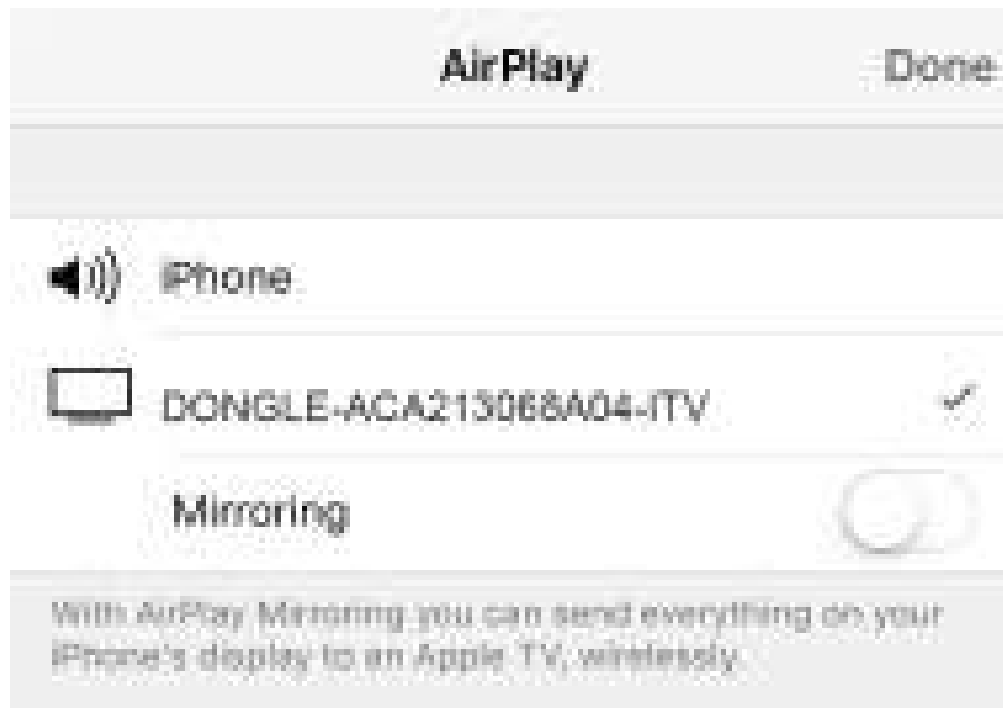 AirPlay Done
iPhone
DONGLE-ACA213068A04-ITV
Mirroring
With AirPlay Mirroring you can send everything on your
iPhone's display to an Apple TV, wirelessly.